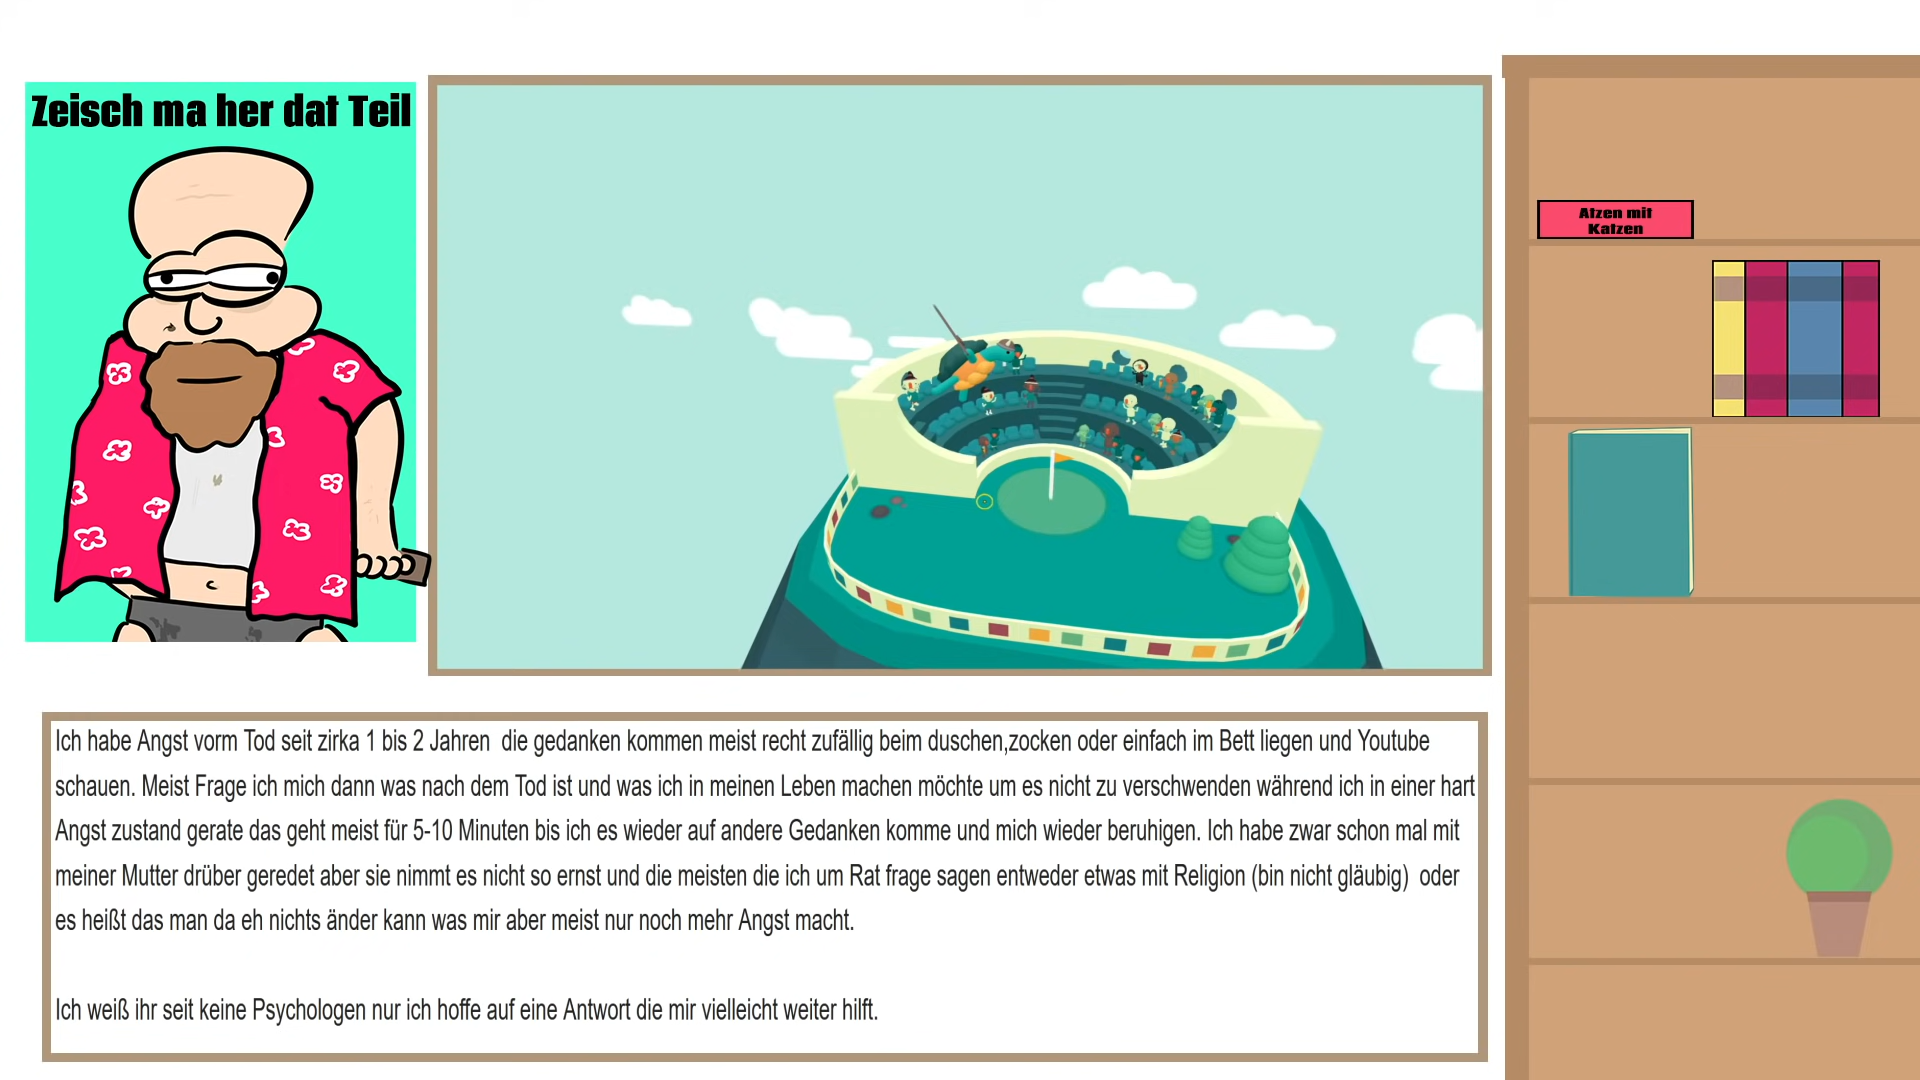 Zeisch ma her dat Teil
Atzen mit
Katzen
Ich habe Angst vorm Tod seit zirka 1 bis 2 Jahren  die gedanken kommen meist recht zufällig beim duschen,zocken oder einfach im Bett liegen und Youtube
schauen. Meist Frage ich mich dann was nach dem Tod ist und was ich in meinen Leben machen möchte um es nicht zu verschwenden während ich in einer hart
Angst zustand gerate das geht meist für 5-10 Minuten bis ich es wieder auf andere Gedanken komme und mich wieder beruhigen. Ich habe zwar schon mal mit
meiner Mutter drüber geredet aber sie nimmt es nicht so ernst und die meisten die ich um Rat frage sagen entweder etwas mit Religion (bin nicht gläubig)  oder
es heißt das man da eh nichts änder kann was mir aber meist nur noch mehr Angst macht.
Ich weiß ihr seit keine Psychologen nur ich hoffe auf eine Antwort die mir vielleicht weiter hilft.